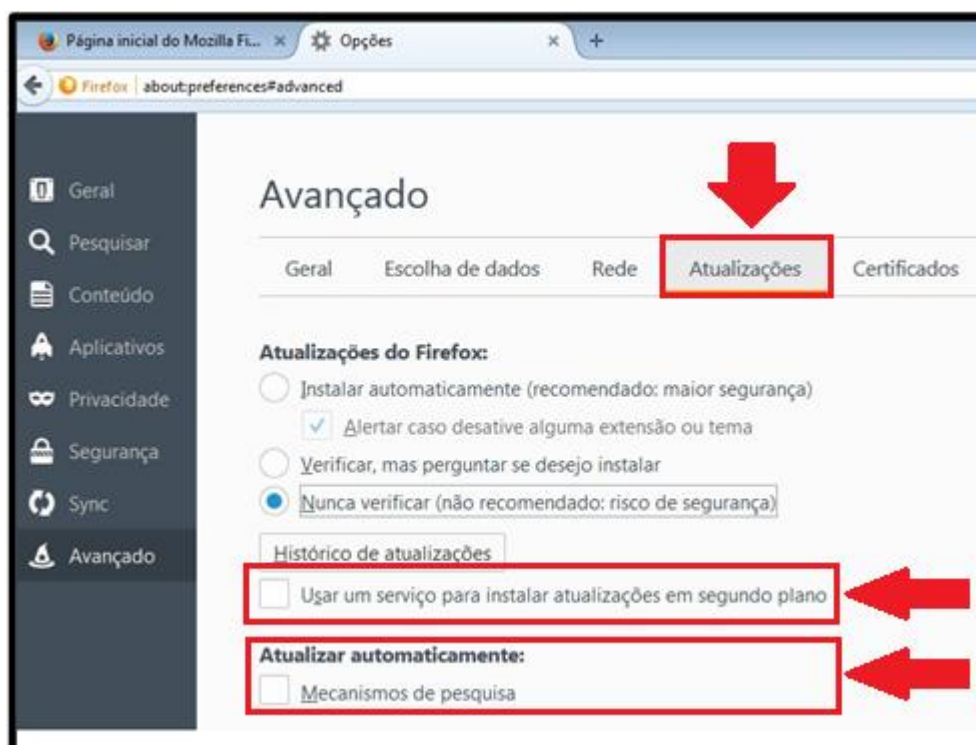 Página inicial do Mozilla Fi...
Opções
Firefox about:preferences#advanced
Geral
Pesquisar
Conteúdo
Aplicativos
Privacidade
Segurança
Sync
Avançado
Avançado
Geral Escolha de dados Rede Atualizações Certificados
Atualizações do Firefox:
Instalar automaticamente (recomendado: maior segurança)
Alertar caso desative alguma extensão ou tema
Verificar, mas perguntar se desejo instalar
Nunca verificar (não recomendado: risco de segurança)
Histórico de atualizações
Usar um serviço para instalar atualizações em segundo plano
Atualizar automaticamente:
Mecanismos de pesquisa